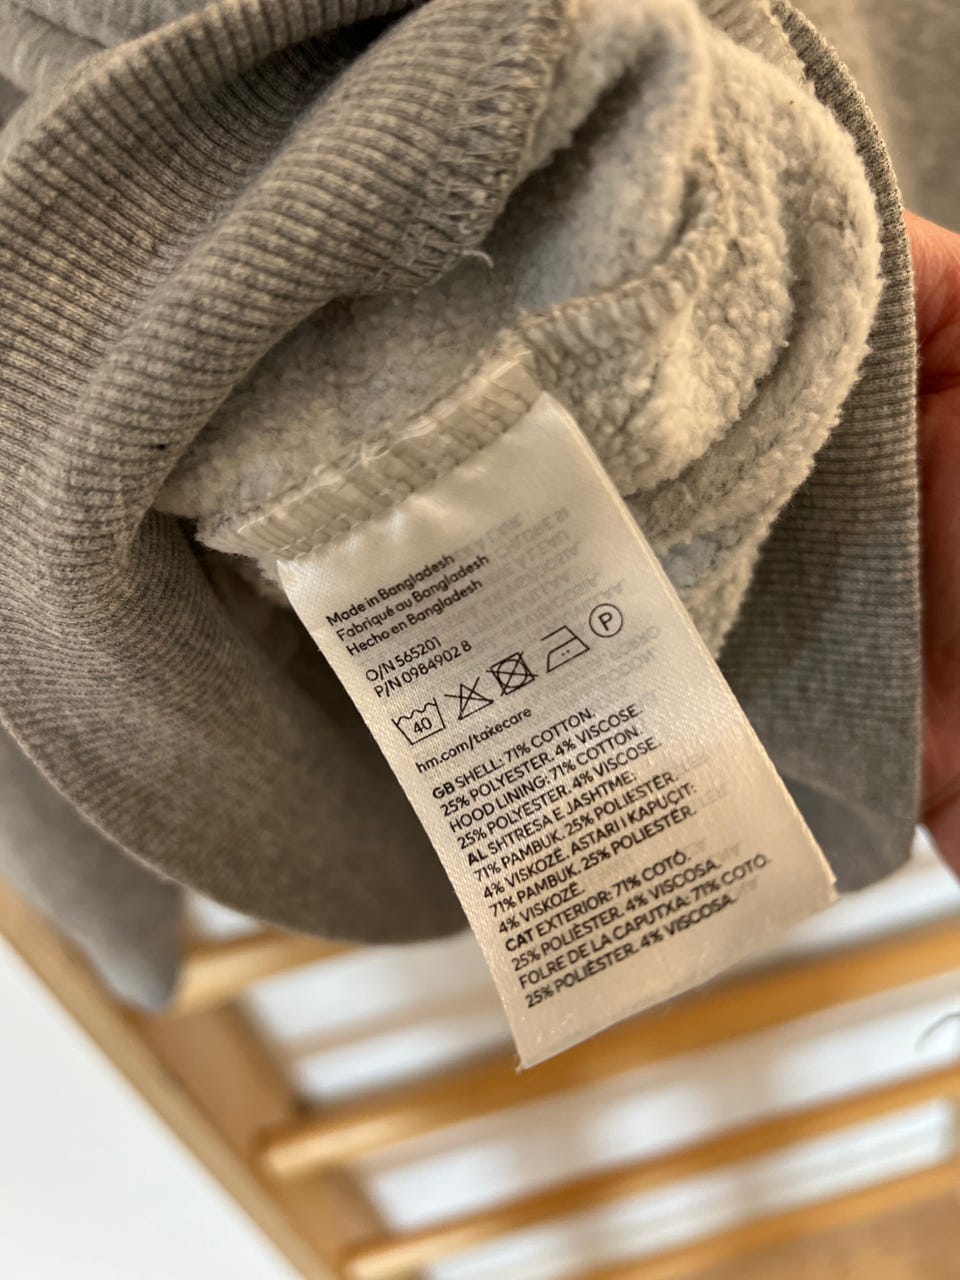 Made in Bangladesh
Fabriqué au Bangladesh
Hecho en Bangladesh
O/N 565201
P/N 0984902 8
40
P
hm.com/takecare
GB SHELL: 71% COTTON.
25% POLYESTER. 4% VISCOSE.
HOOD LINING: 71% COTTON.
25% POLYESTER. 4% VISCOSE.
AL SHTRESA E JASHTME:
71% PAMBUK. 25% POLIESTER.
4% VISKOZË. ASTARI I KAPUÇIT:
71% PAMBUK. 25% POLIESTER.
4% VISKOZË.
CAT EXTERIOR: 71% COTÓ.
25% POLIÈSTER. 4% VISCOSA.
FOLRE DE LA CAPUTXA: 71% COTÓ.
25% POLIÈSTER. 4% VISCOSA.